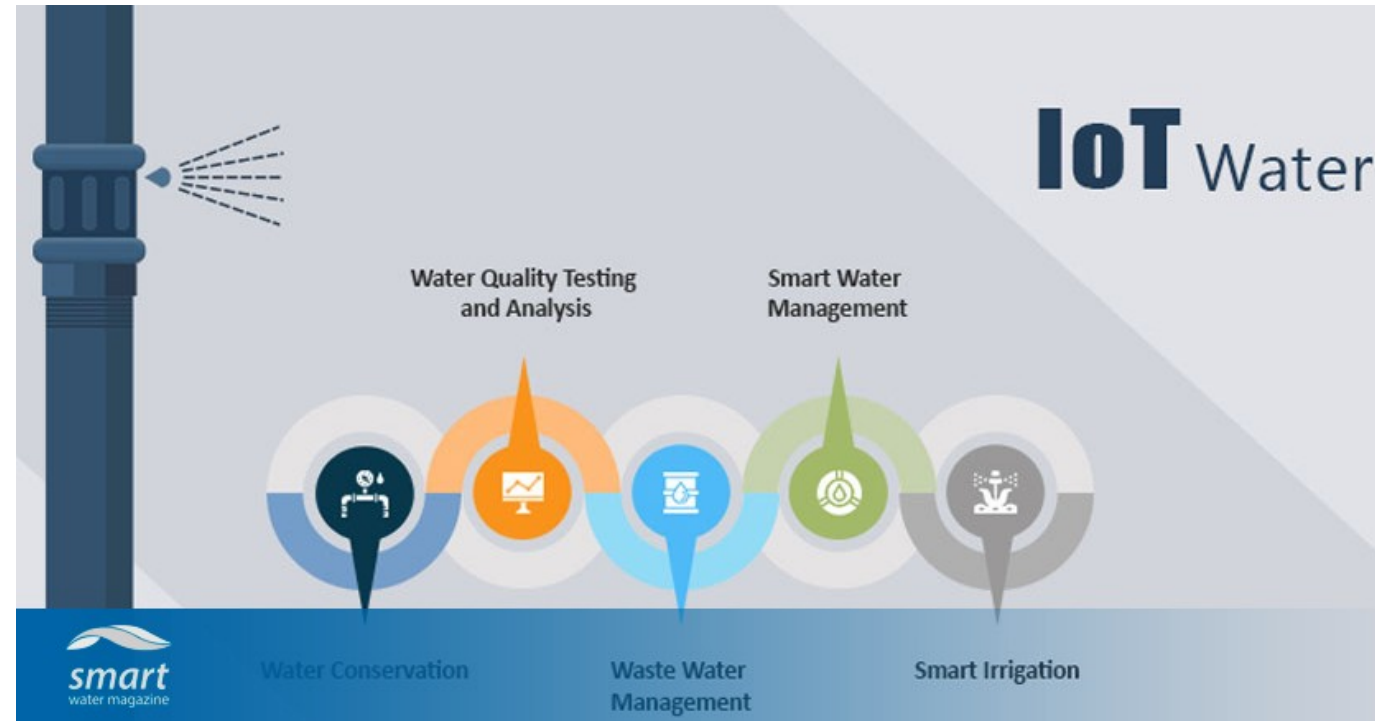 IoT Water
Water Quality Testing
and Analysis
Smart Water
Management
Water Conservation
Waste Water
Management
Smart Irrigation
smart
water magazine